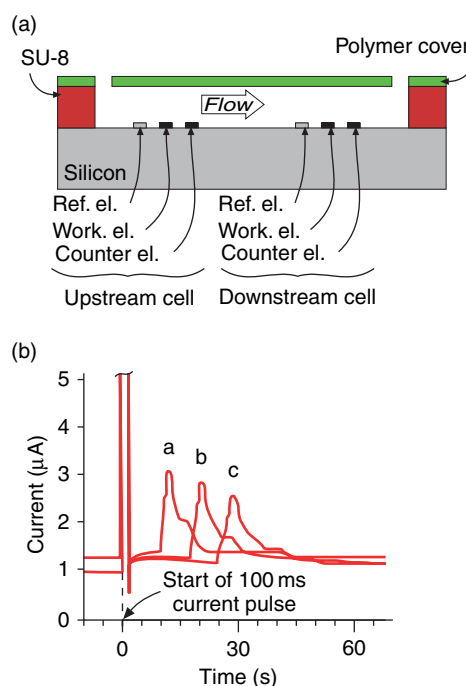 (a)
SU-8
Polymer cover
Flow
Silicon
Ref. el.
Work. el.
Counter el.
Upstream cell
Ref. el.
Work. el.
Counter el.
Downstream cell
(b)
5
4
3
2
1
0
Current (μA)
a
b
c
Start of 100 ms
current pulse
0
30
60
Time (s)